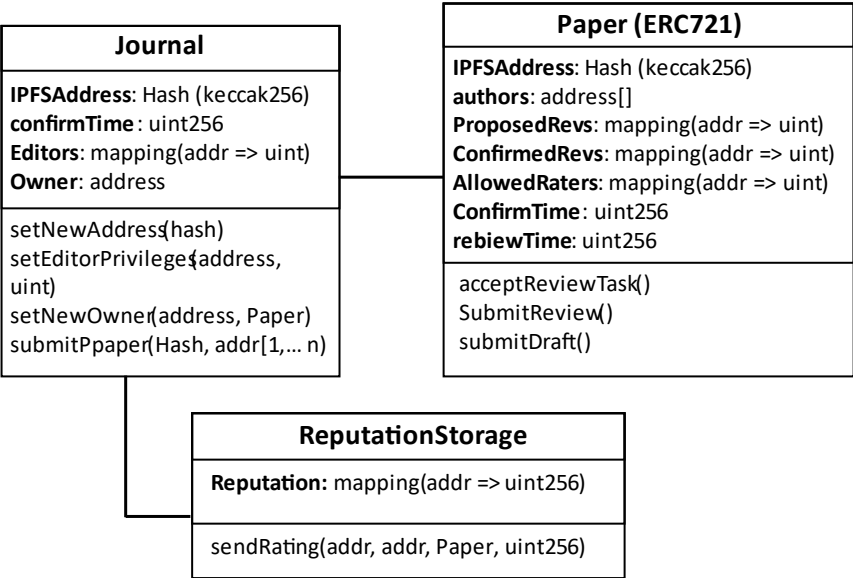 Journal
IPFSAddress: Hash (keccak256)
confirmTime: uint256
Editors: mapping(addr => uint)
Owner: address
setNewAddress(hash)
setEditorPrivileges(address,
uint)
setNewOwner(address, Paper)
submitPpaper(Hash, addr[1,... n)
Paper (ERC721)
IPFSAddress: Hash (keccak256)
authors: address[]
ProposedRevs: mapping(addr => uint)
ConfirmedRevs: mapping(addr => uint)
AllowedRaters: mapping(addr => uint)
ConfirmTime: uint256
rebiewTime: uint256
acceptReviewTask()
SubmitReview()
submitDraft()
ReputationStorage
Reputation: mapping(addr => uint256)
sendRating(addr, addr, Paper, uint256)